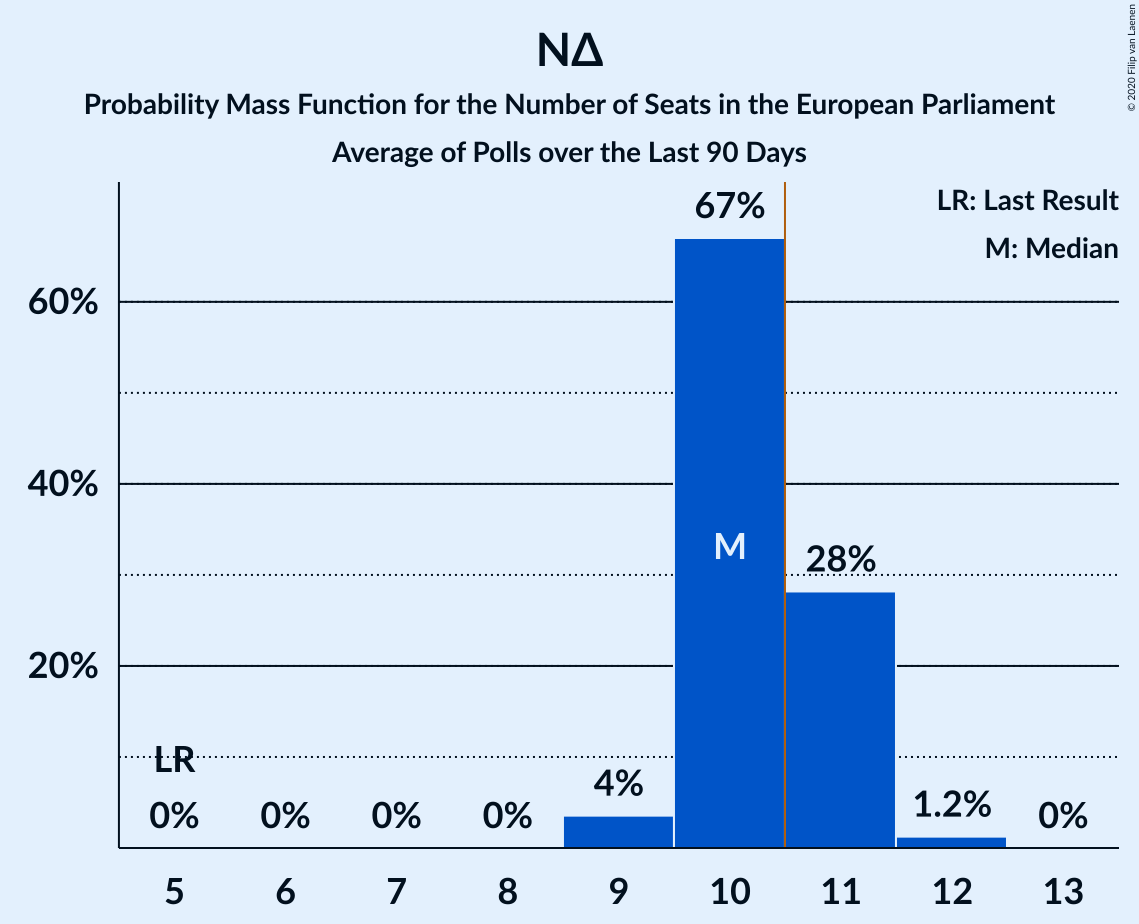 ΝΔ
Probability Mass Function for the Number of Seats in the European Parliament
Average of Polls over the Last 90 Days
© 2020 Filip van Laenen
LR: Last Result
M: Median
67%
60%
40%
M
28%
20%
LR
0%
0%
0%
0%
4%
1.2%
0%
5
6
7
8
9
10
11
12
13